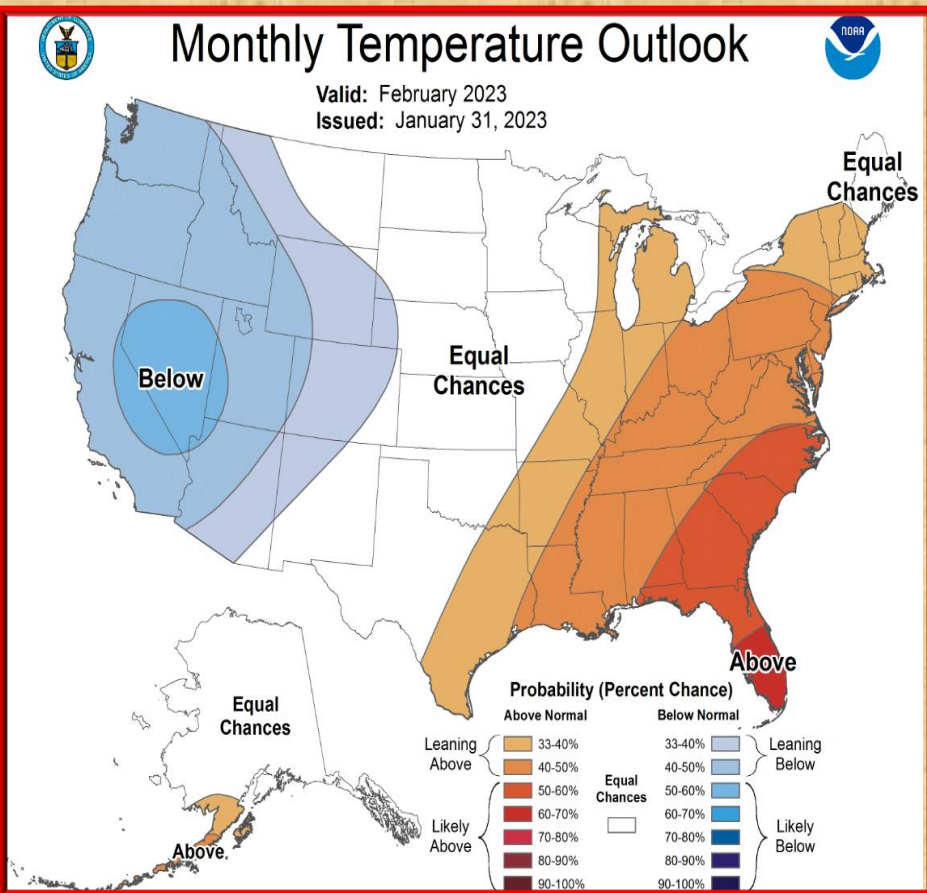 Monthly Temperature Outlook
NOAA
Valid: February 2023
Issued: January 31, 2023
Equal
Chances
Equal
Chances
Below
Above
Equal
Chances
Above
Probability (Percent Chance)
Above Normal
Below Normal
Leaning
Above
33-40%
40-50%
Likely
Above
50-60%
60-70%
70-80%
80-90%
90-100%
Equal
Chances
33-40%
40-50%
Leaning
Below
50-60%
60-70%
70-80%
80-90%
90-100%
Likely
Below